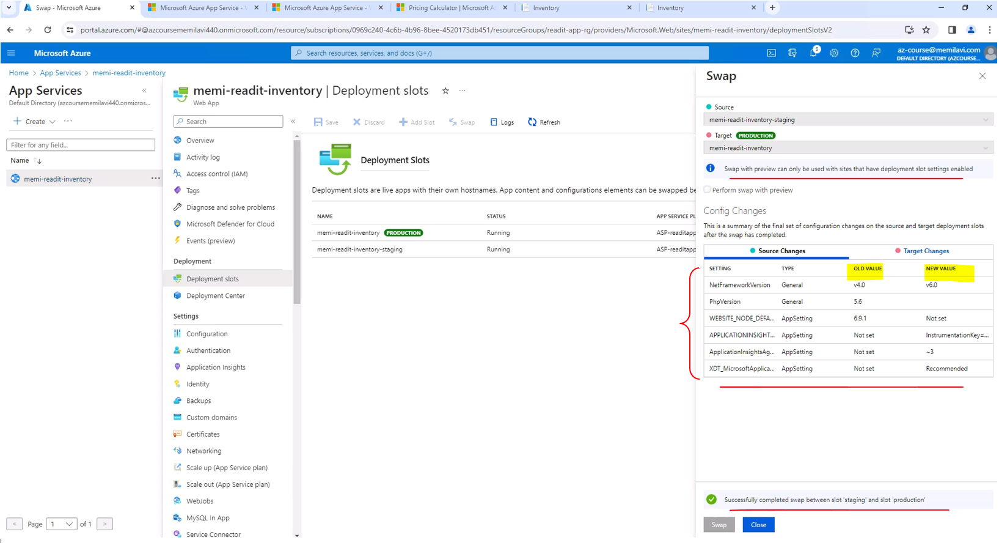 Swap - Microsoft Azure
Microsoft Azure App Service -
Microsoft Azure App Service -
Pricing Calculator | Microsoft A
Inventory
Inventory
portal.azure.com/#@azcoursememilavi440.onmicrosoft.com/resource/subscriptions/0969c240-4c6b-4b96-8bee-4520173db451/resourceGroups/readit-app-rg/providers/Microsoft.Web/sites/memi-readit-inventory/deploymentSlotsV2
Microsoft Azure
Search resources, services, and docs (G+/)
5
az-course@memilavi.com
DEFAULT DIRECTORY (AZCOURSE...
Home > App Services > memi-readit-inventory
App Services
«
Default Directory (azcoursememilavi440.onmicros...
+ Create
...
Filter for any field...
Name ↑↓
memi-readit-inventory
...
< Page 1 of 1 >
memi-readit-inventory | Deployment slots
...
Web App
Search
«
Overview
Activity log
Access control (IAM)
Tags
Diagnose and solve problems
Microsoft Defender for Cloud
Events (preview)
Deployment
Deployment slots
Deployment Center
Settings
Configuration
Authentication
Application Insights
Identity
Backups
Custom domains
Certificates
Networking
Scale up (App Service plan)
Scale out (App Service plan)
WebJobs
MySQL In App
Service Connector
Save Discard Add Slot Swap Logs Refresh
Deployment Slots
Deployment slots are live apps with their own hostnames. App content and configurations elements can be swapped be
NAME STATUS APP SERVICE PL
memi-readit-inventory PRODUCTION Running ASP-readitapp
memi-readit-inventory-staging Running ASP-readitapp
Swap
Source
memi-readit-inventory-staging
Target PRODUCTION
memi-readit-inventory
Swap with preview can only be used with sites that have deployment slot settings enabled
Perform swap with preview
Config Changes
This is a summary of the final set of configuration changes on the source and target deployment slots
after the swap has completed.
Source Changes Target Changes
SETTING TYPE OLD VALUE NEW VALUE
NetFrameworkVersion General v4.0 v6.0
PhpVersion General 5.6
WEBSITE_NODE_DEFA... AppSetting 6.9.1 Not set
APPLICATIONINSIGHT... AppSetting Not set InstrumentationKey=...
ApplicationInsightsAg... AppSetting Not set ~3
XDT_MicrosoftApplica... AppSetting Not set Recommended
Successfully completed swap between slot 'staging' and slot 'production'
Swap Close